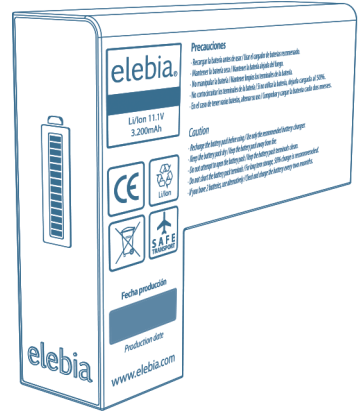 elebia®
Li/Ion 11.1V
3.200mAh
CE
Li/Ion
SAFE
TRANSPORT
Fecha producción
Production date
www.elebia.com
elebia
Precauciones
- Recargar la batería antes de usar / Usar el cargador de baterías recomendado.
- Mantener la batería seca / Mantener la batería alejada del fuego.
- No manipular la batería / Mantener limpios los terminales de la batería.
- No cortocircuitar los terminales de la batería / Si no utiliza la batería, dejarla cargada al 50%.
- En el caso de tener varias baterías, alternar su uso / Compruebe y cargar la batería cada dos meses.
Caution
- Recharge the battery pack before using / Use only the recommended battery chargers
- Keep the battery pack dry / Keep the battery pack away from fire.
- Do not attempt to open the battery pack / Keep the battery pack terminals clean.
- Do not short the battery pack terminals / For long term storage, 50% charge is recommended.
- If you have 2 batteries, use alternatively / Check and charge the battery every two months.